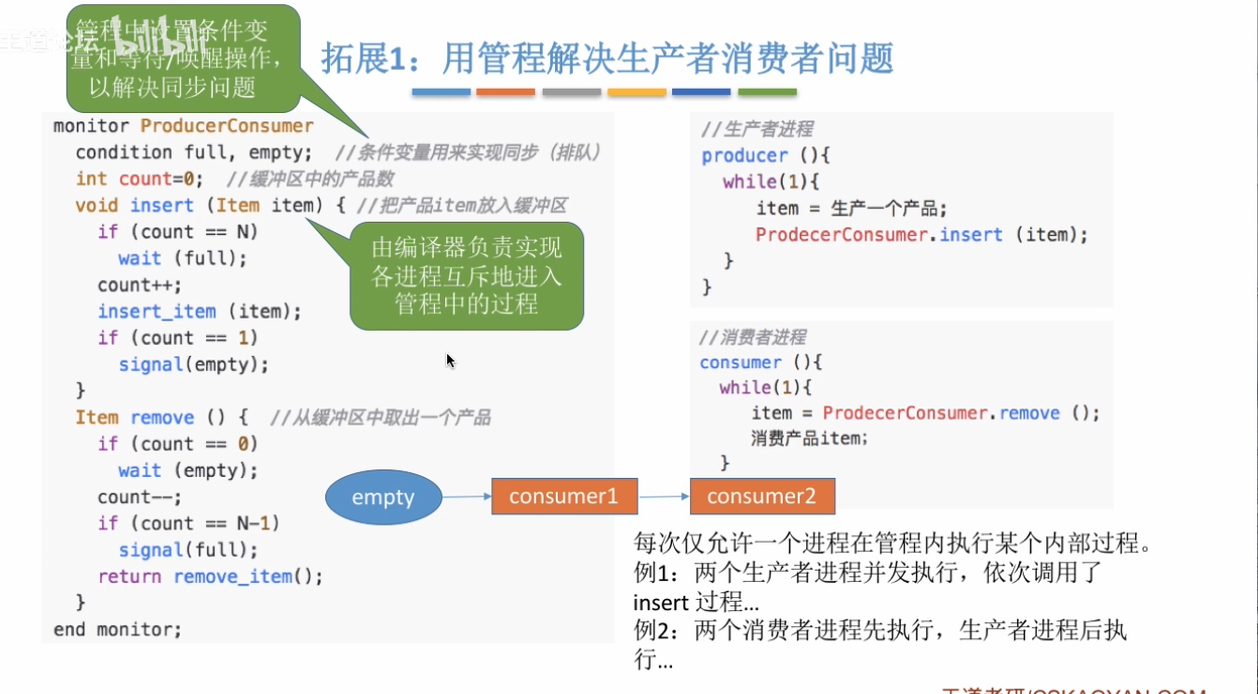 管程中设置条件变
量和等待/唤醒操作，
以解决同步问题
bilibili
拓展1：用管程解决生产者消费者问题
monitor ProducerConsumer
condition full, empty; //条件变量用来实现同步（排队）
int count=0; //缓冲区中的产品数
void insert (Item item) { //把产品item放入缓冲区
if (count == N)
wait (full);
count++;
insert_item (item);
if (count == 1)
signal(empty);
}
Item remove () { //从缓冲区中取出一个产品
if (count == 0)
wait (empty);
count--;
if (count == N-1)
signal(full);
return remove_item();
}
end monitor;
由编译器负责实现
各进程互斥地进入
管程中的过程
//生产者进程
producer (){
while(1){
item = 生产一个产品;
ProdecerConsumer.insert (item);
}
}
//消费者进程
consumer (){
while(1){
item = ProdecerConsumer.remove ();
消费产品item;
}
empty
consumer1
consumer2
每次仅允许一个进程在管程内执行某个内部过程。
例1：两个生产者进程并发执行，依次调用了
insert 过程...
例2：两个消费者进程先执行，生产者进程后执
行...